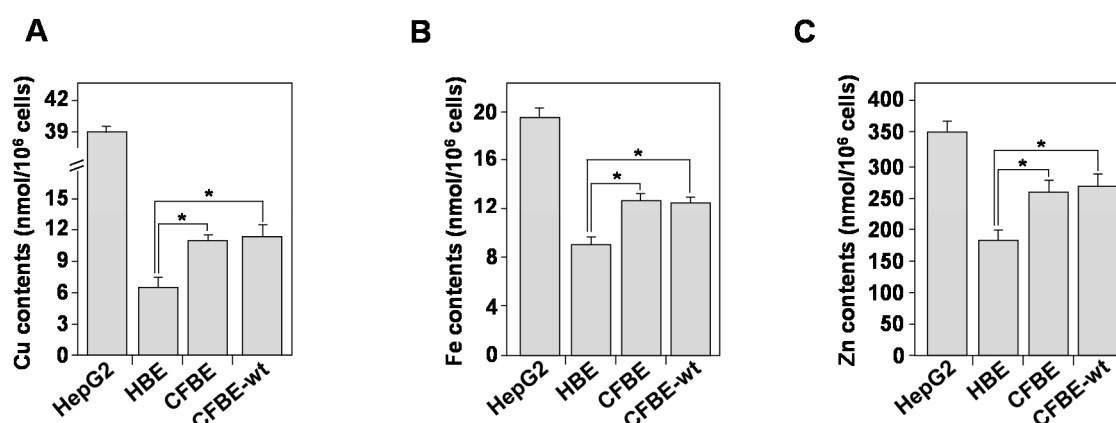 A
Cu contents (nmol/10⁶ cells)
42
39
15
12
9
6
3
0
*
*
HepG2
HBE
CFBE
CFBE-wt
B
Fe contents (nmol/10⁶ cells)
20
16
12
8
4
0
*
*
HepG2
HBE
CFBE
CFBE-wt
C
Zn contents (nmol/10⁶ cells)
400
350
300
250
200
150
100
50
0
*
*
HepG2
HBE
CFBE
CFBE-wt